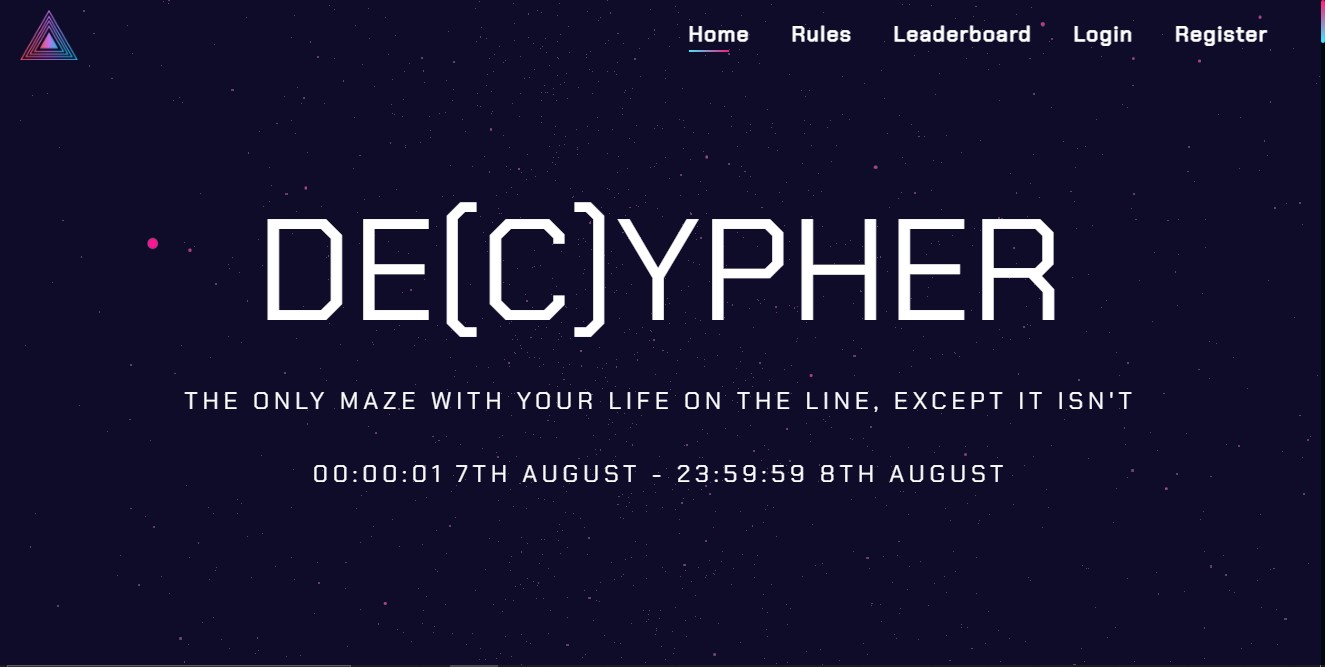 Home Rules Leaderboard Login Register
DE(C)YPHER
THE ONLY MAZE WITH YOUR LIFE ON THE LINE, EXCEPT IT ISN'T
00:00:01 7TH AUGUST - 23:59:59 8TH AUGUST